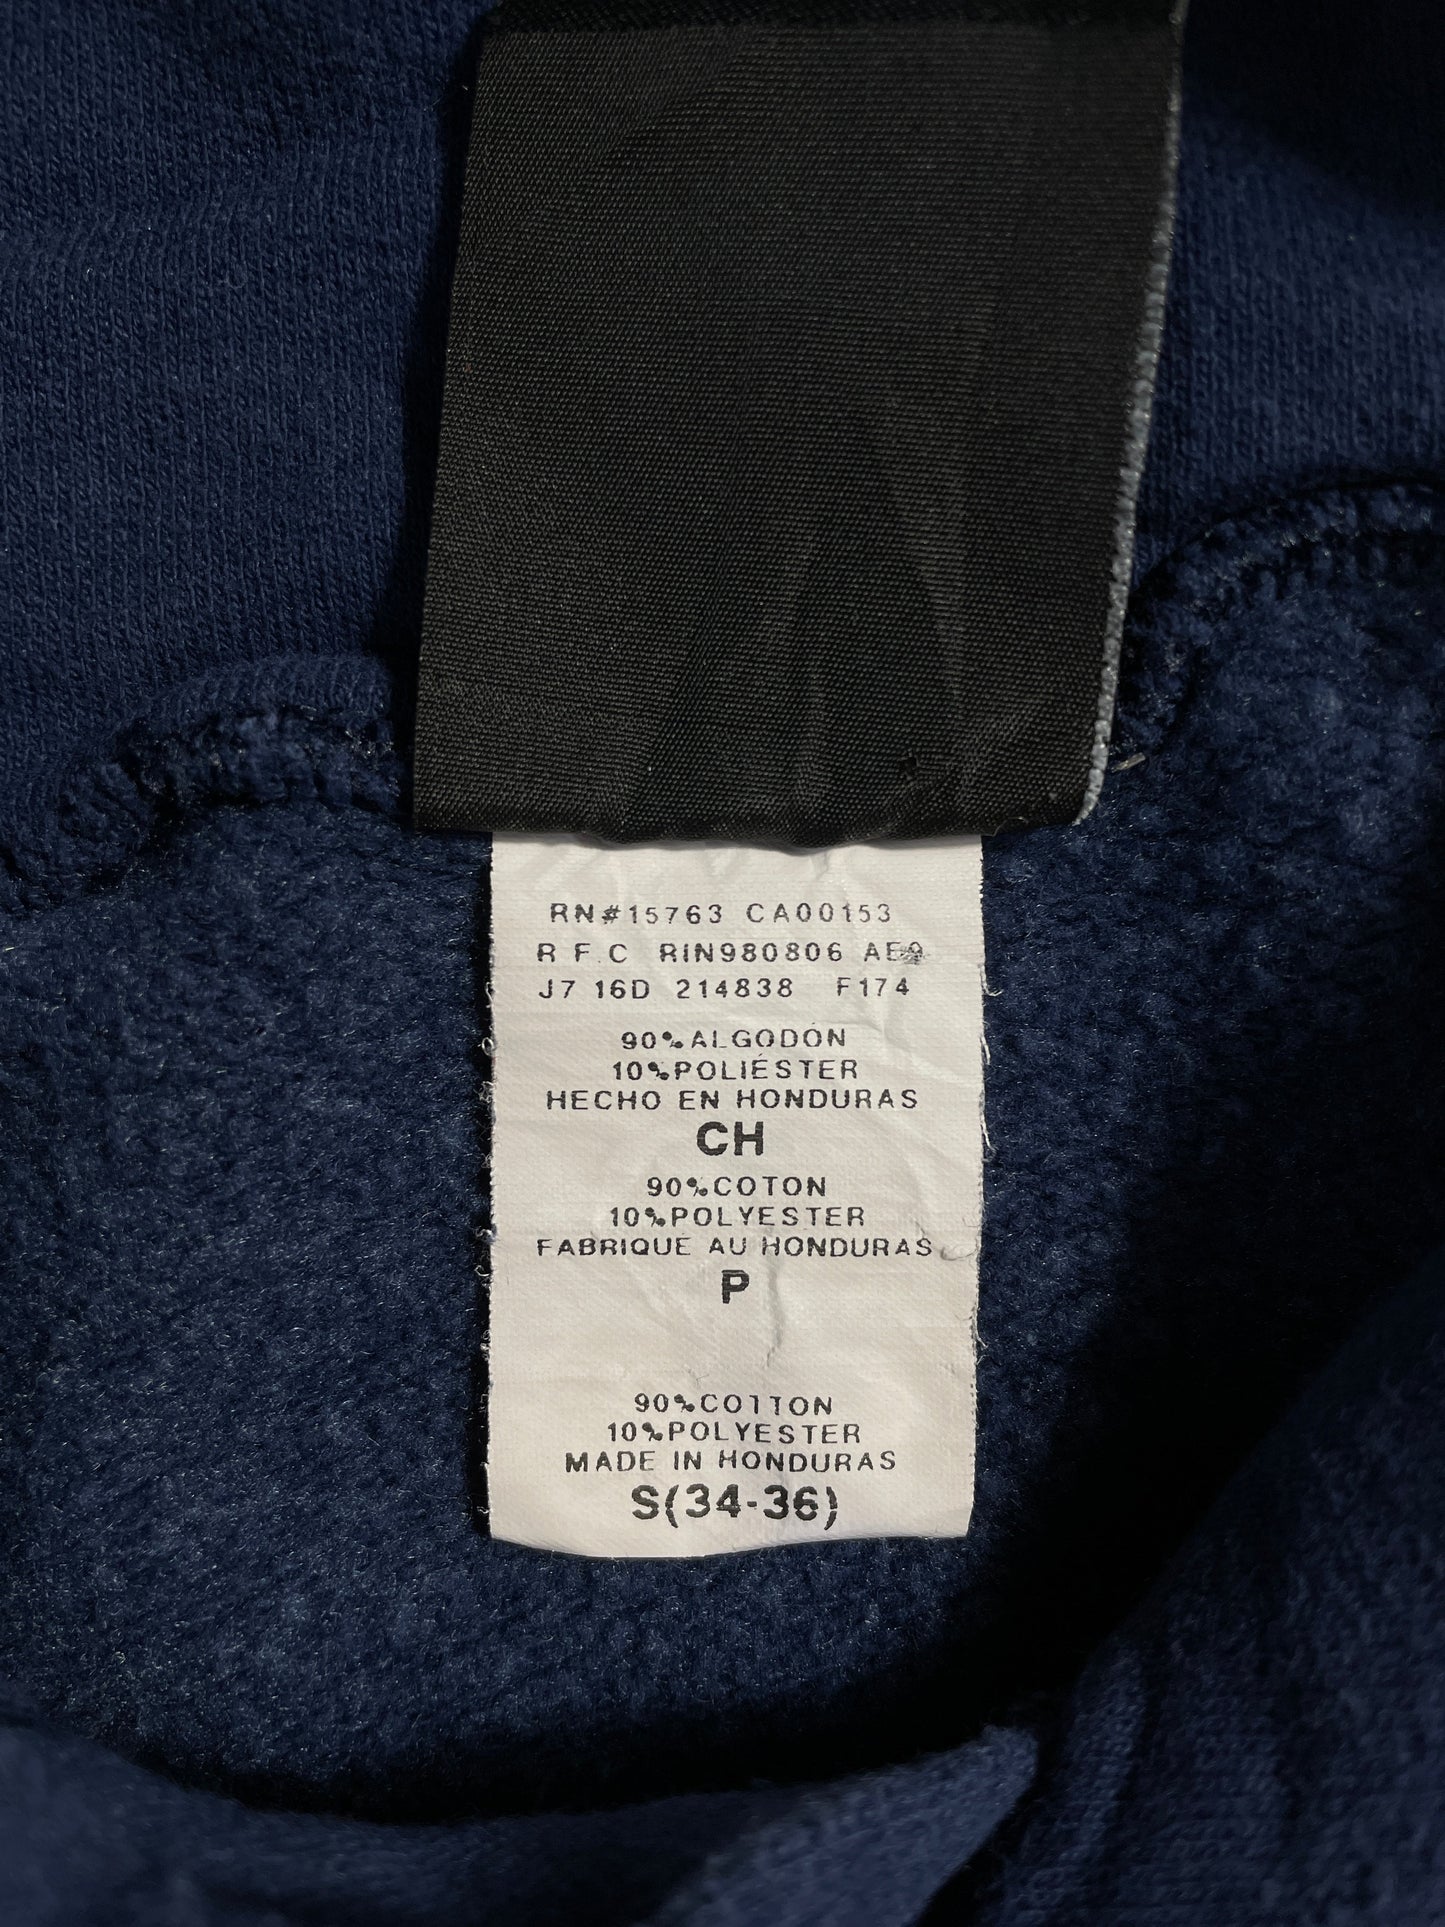 RN#15763 CA00153
R F.C RIN980806
J7 16D 214838 F174
90%ALGODÓN
10%POLIÉSTER
HECHO EN HONDURAS
CH
90%COTON
10%POLYESTER
FABRIQUE AU HONDURAS
P
90%COTTON
10%POLYESTER
MADE IN HONDURAS
S(34-36)